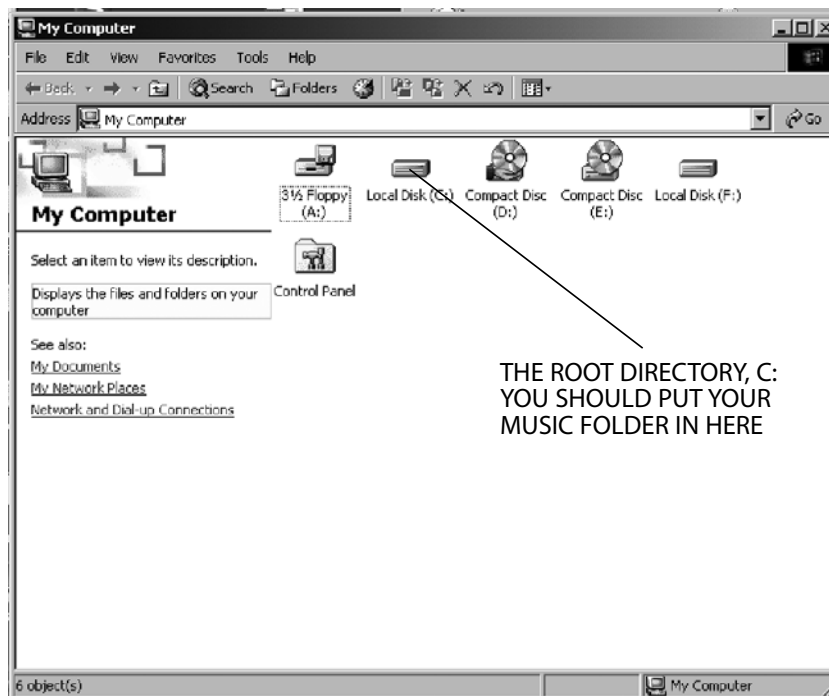 My Computer
File Edit View Favorites Tools Help
Back Search Folders
Address My Computer Go
3½ Floppy (A:)
Local Disk (C:)
Compact Disc (D:)
Compact Disc (E:)
Local Disk (F:)
Control Panel
My Computer
Select an item to view its description.
Displays the files and folders on your
computer
See also:
My Documents
My Network Places
Network and Dial-up Connections
THE ROOT DIRECTORY, C:
YOU SHOULD PUT YOUR
MUSIC FOLDER IN HERE
6 object(s) My Computer